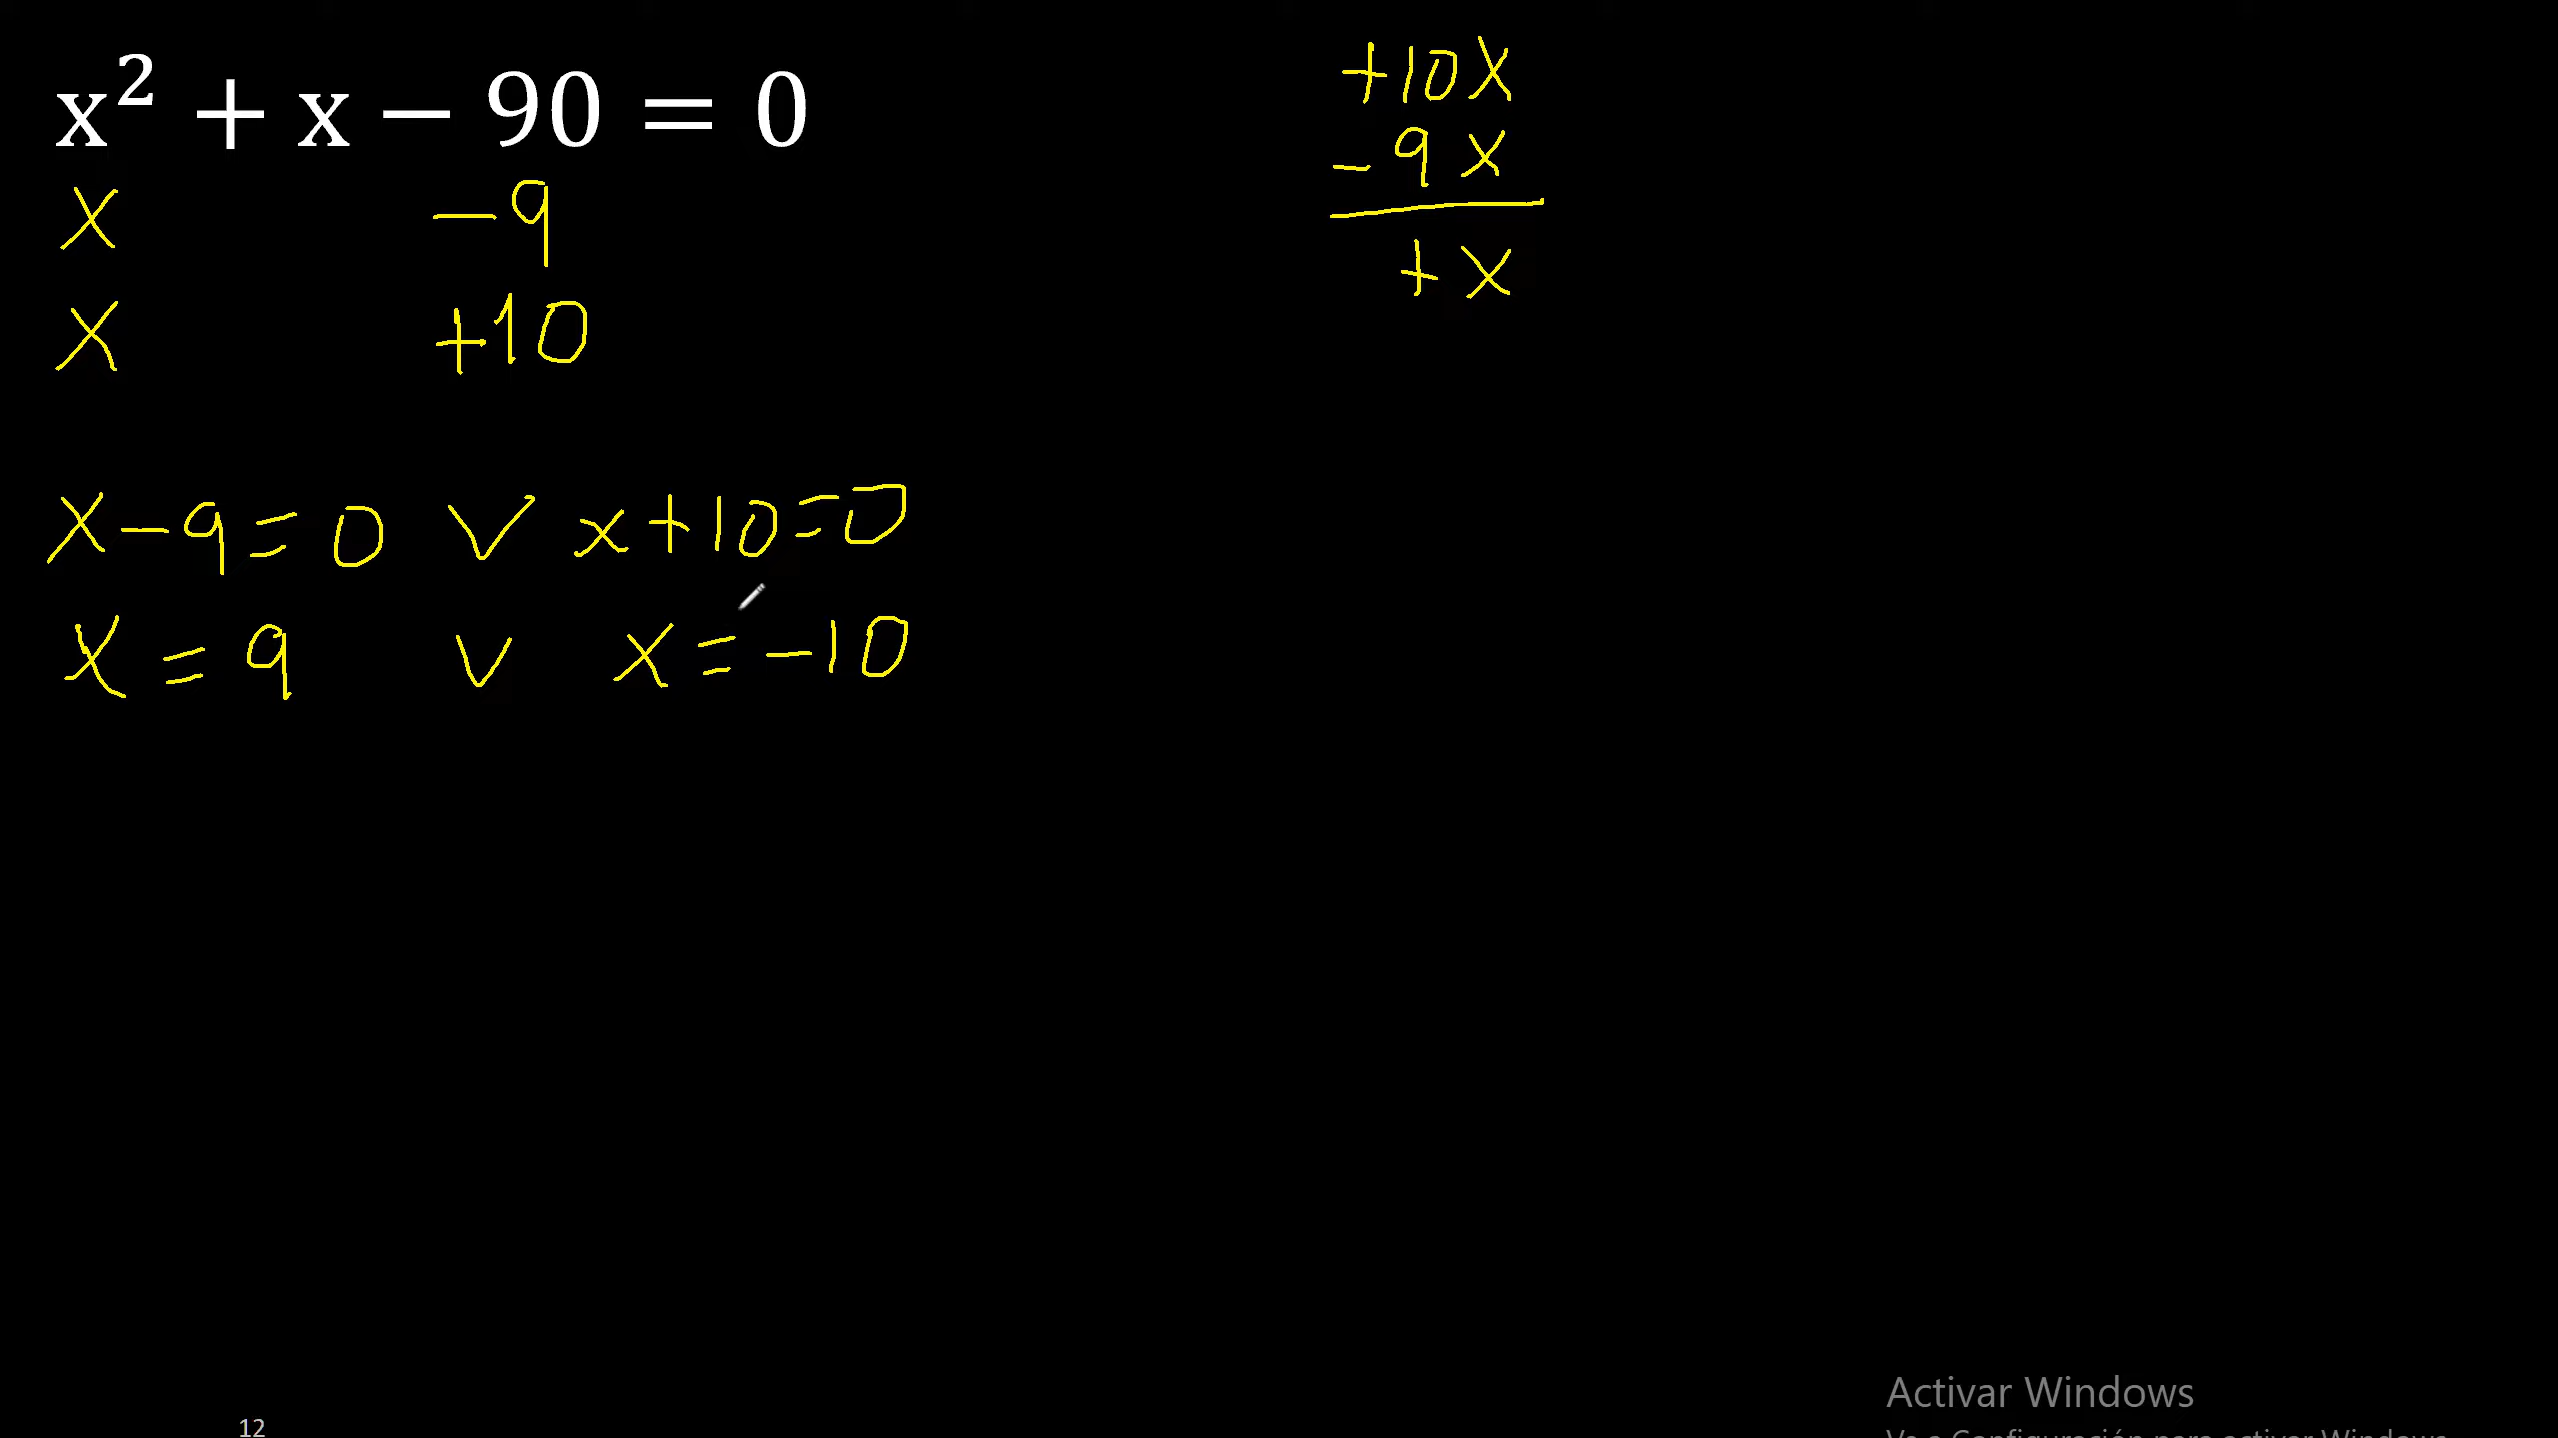 x² + x − 90 = 0
x −9
x +10
x−9=0 ∨ x+10=0
x = 9 ∨ x = −10
+10x
−9x
+x
12
Activar Windows